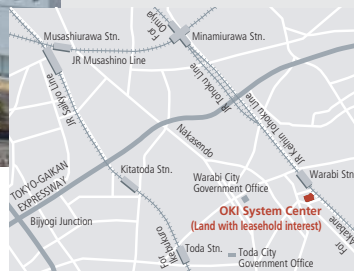 For Omiya
Musashiurawa Stn.
Minamiurawa Stn.
JR Musashino Line
JR Saikyo Line
JR Tohoku Line
JR Keihin Tohoku Line
Nakasendo
TOKYO-GAIKAN
EXPRESSWAY
Kitatoda Stn.
Warabi City
Government Office
Warabi Stn.
OKI System Center
(Land with leasehold interest)
Bijyogi Junction
For Akabane
For Ikebukuro
Toda Stn.
Toda City
Government Office